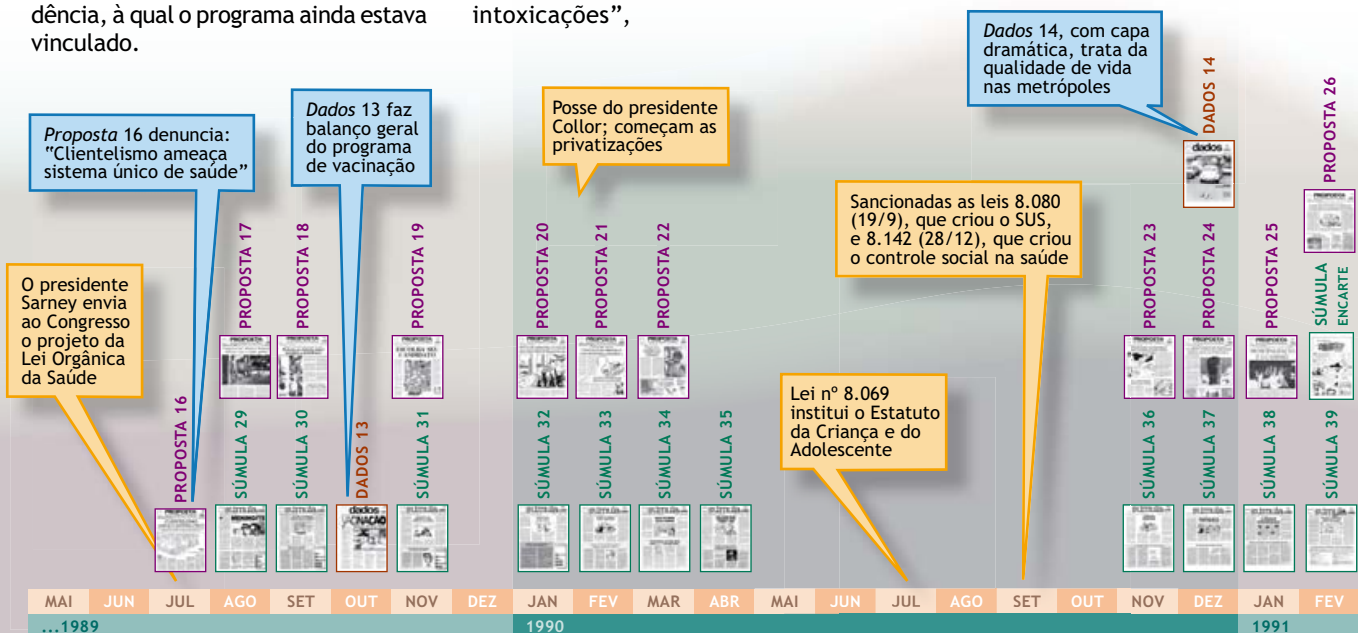 dência, à qual o programa ainda estava
vinculado.
intoxicações”,
Proposta 16 denuncia:
“Clientelismo ameaça
sistema único de saúde”
Dados 13 faz
balanço geral
do programa
de vacinação
Posse do presidente
Collor; começam as
privatizações
Dados 14, com capa
dramática, trata da
qualidade de vida
nas metrópoles
Sancionadas as leis 8.080
(19/9), que criou o SUS,
e 8.142 (28/12), que criou
o controle social na saúde
O presidente
Sarney envia
ao Congresso
o projeto da
Lei Orgânica
da Saúde
Lei nº 8.069
institui o Estatuto
da Criança e do
Adolescente
PROPOSTA 16
PROPOSTA 17
SÚMULA 29
PROPOSTA 18
SÚMULA 30
DADOS 13
PROPOSTA 19
SÚMULA 31
PROPOSTA 20
SÚMULA 32
PROPOSTA 21
SÚMULA 33
PROPOSTA 22
SÚMULA 34
SÚMULA 35
PROPOSTA 23
SÚMULA 36
DADOS 14
dados
PROPOSTA 24
SÚMULA 37
PROPOSTA 25
SÚMULA 38
PROPOSTA 26
SÚMULA
ENCARTE
SÚMULA 39
MAI JUN JUL AGO SET OUT NOV DEZ JAN FEV MAR ABR MAI JUN JUL AGO SET OUT NOV DEZ JAN FEV
...1989 1990 1991